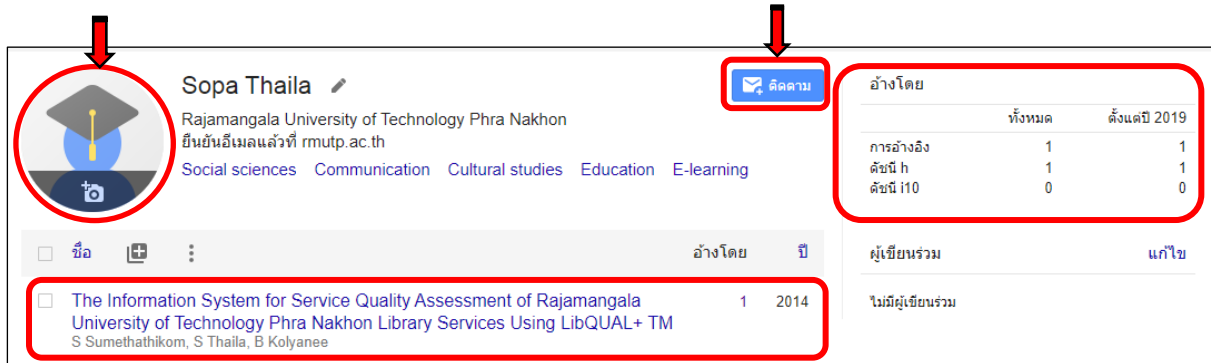 Sopa Thaila
ติดตาม
Rajamangala University of Technology Phra Nakhon
ยืนยันอีเมลแล้วที่ rmutp.ac.th
Social sciences Communication Cultural studies Education E-learning
ชื่อ อ้างโดย ปี
The Information System for Service Quality Assessment of Rajamangala 1 2014
University of Technology Phra Nakhon Library Services Using LibQUAL+ TM
S Sumethathikom, S Thaila, B Kolyanee
อ้างโดย
ทั้งหมด ตั้งแต่ปี 2019
การอ้างอิง 1 1
ดัชนี h 1 1
ดัชนี i10 0 0
ผู้เขียนร่วม แก้ไข
ไม่มีผู้เขียนร่วม